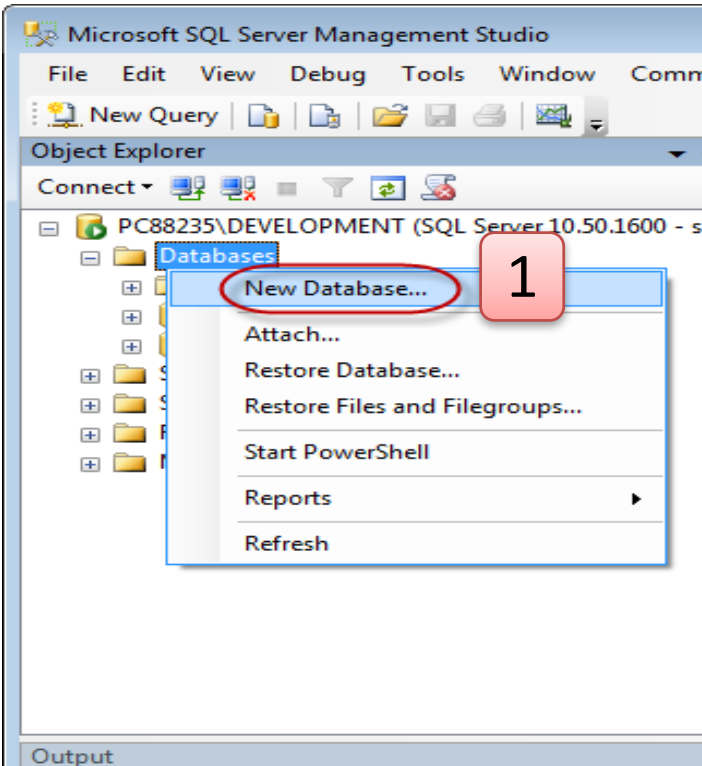 Microsoft SQL Server Management Studio
File Edit View Debug Tools Window Comm
New Query
Object Explorer
Connect
PC88235\DEVELOPMENT (SQL Server 10.50.1600 - s
Databases
New Database...
1
Attach...
Restore Database...
Restore Files and Filegroups...
Start PowerShell
Reports
Refresh
Output